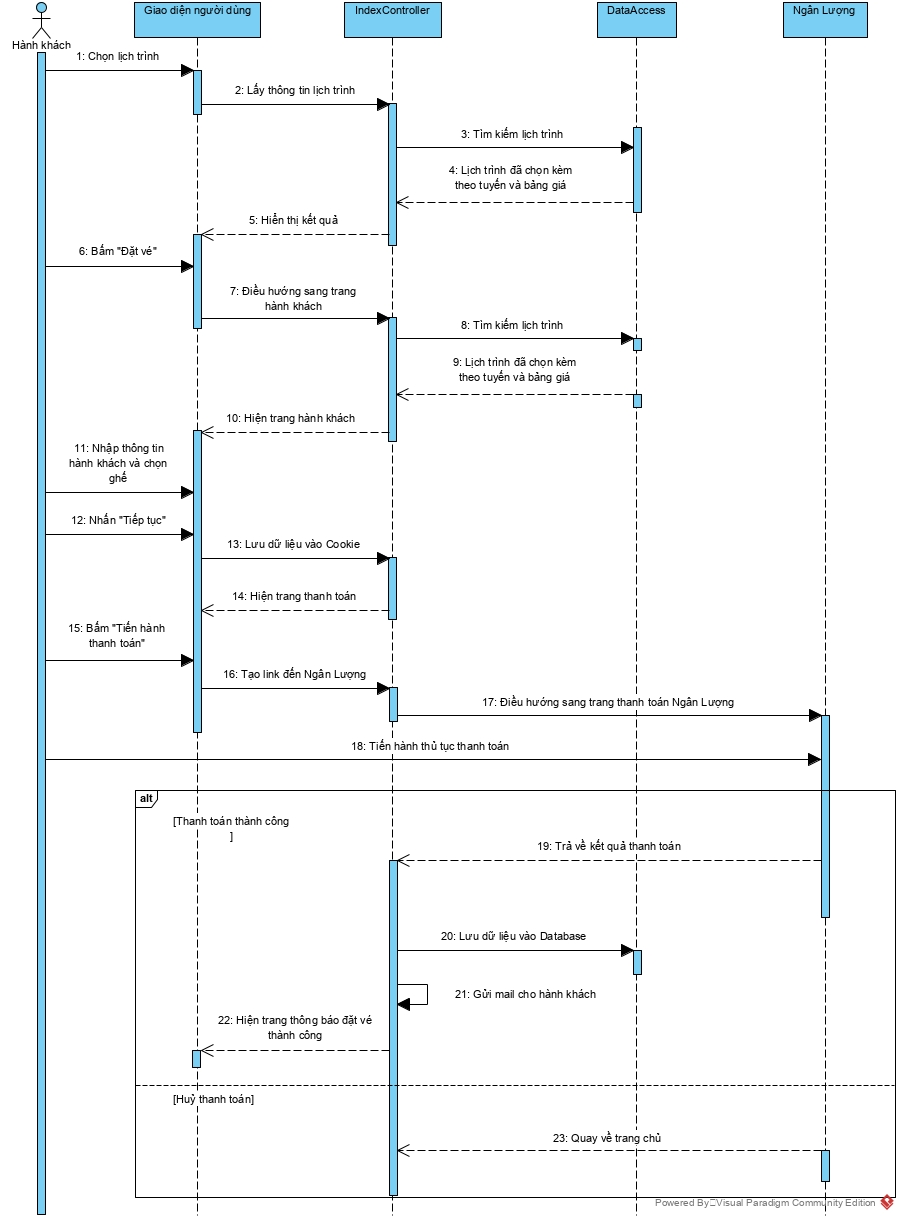 Giao diện người dùng
IndexController
DataAccess
Ngân Lượng
Hành khách
1: Chọn lịch trình
2: Lấy thông tin lịch trình
3: Tìm kiếm lịch trình
4: Lịch trình đã chọn kèm
theo tuyến và bảng giá
5: Hiển thị kết quả
6: Bấm "Đặt vé"
7: Điều hướng sang trang
hành khách
8: Tìm kiếm lịch trình
9: Lịch trình đã chọn kèm
theo tuyến và bảng giá
10: Hiện trang hành khách
11: Nhập thông tin
hành khách và chọn
ghế
12: Nhấn "Tiếp tục"
13: Lưu dữ liệu vào Cookie
14: Hiện trang thanh toán
15: Bấm "Tiến hành
thanh toán"
16: Tạo link đến Ngân Lượng
17: Điều hướng sang trang thanh toán Ngân Lượng
18: Tiến hành thủ tục thanh toán
alt
[Thanh toán thành công
]
19: Trả về kết quả thanh toán
20: Lưu dữ liệu vào Database
21: Gửi mail cho hành khách
22: Hiện trang thông báo đặt vé
thành công
[Huỷ thanh toán]
23: Quay về trang chủ
Powered By Visual Paradigm Community Edition